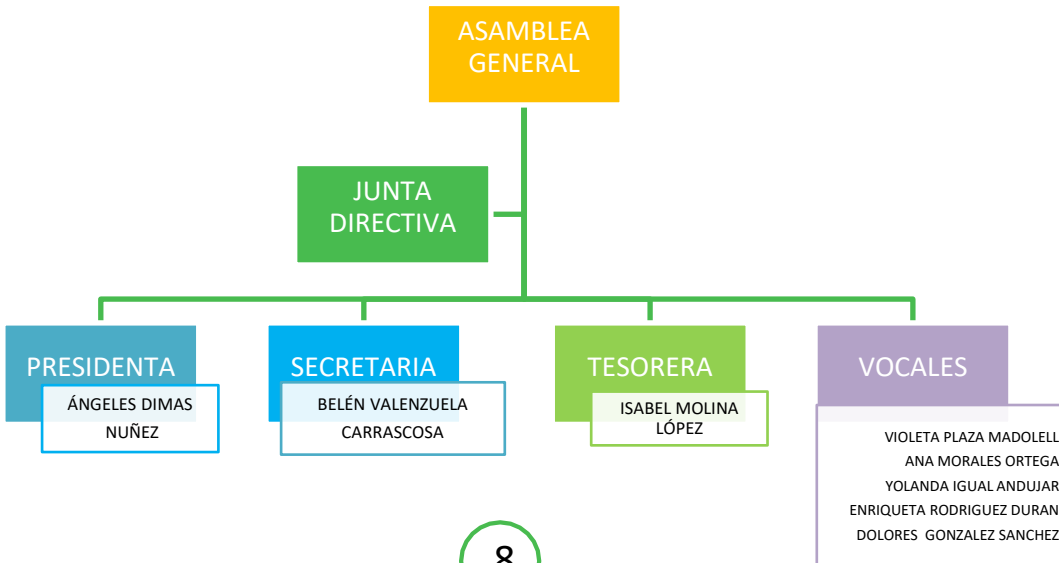 ASAMBLEA
GENERAL
JUNTA
DIRECTIVA
PRESIDENTA
ÁNGELES DIMAS
NUÑEZ
SECRETARIA
BELÉN VALENZUELA
CARRASCOSA
TESORERA
ISABEL MOLINA
LÓPEZ
VOCALES
VIOLETA PLAZA MADOLELL
ANA MORALES ORTEGA
YOLANDA IGUAL ANDUJAR
ENRIQUETA RODRIGUEZ DURAN
DOLORES GONZALEZ SANCHEZ
8